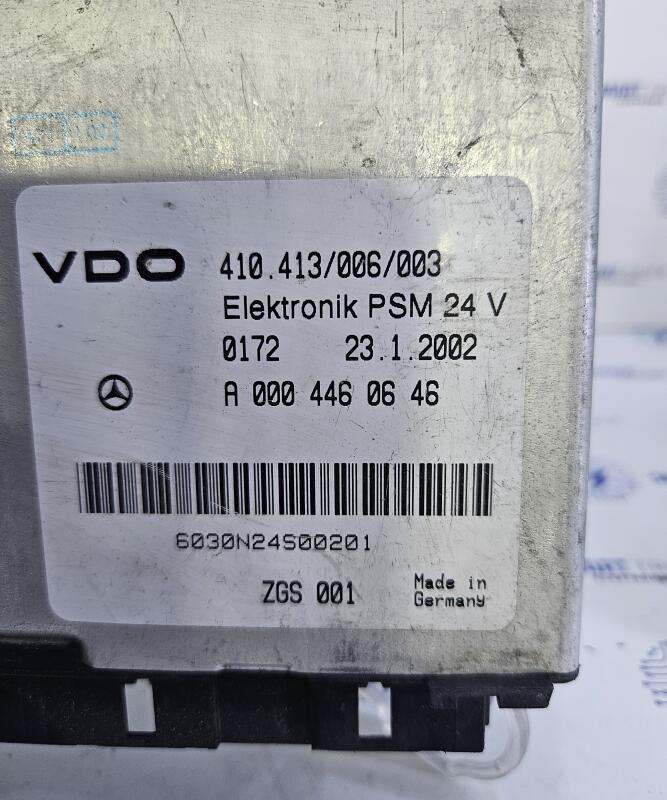 VDO 410.413/006/003
Elektronik PSM 24 V
0172 23.1.2002
A 000 446 06 46
6030N24S00201
ZGS 001
Made in
Germany